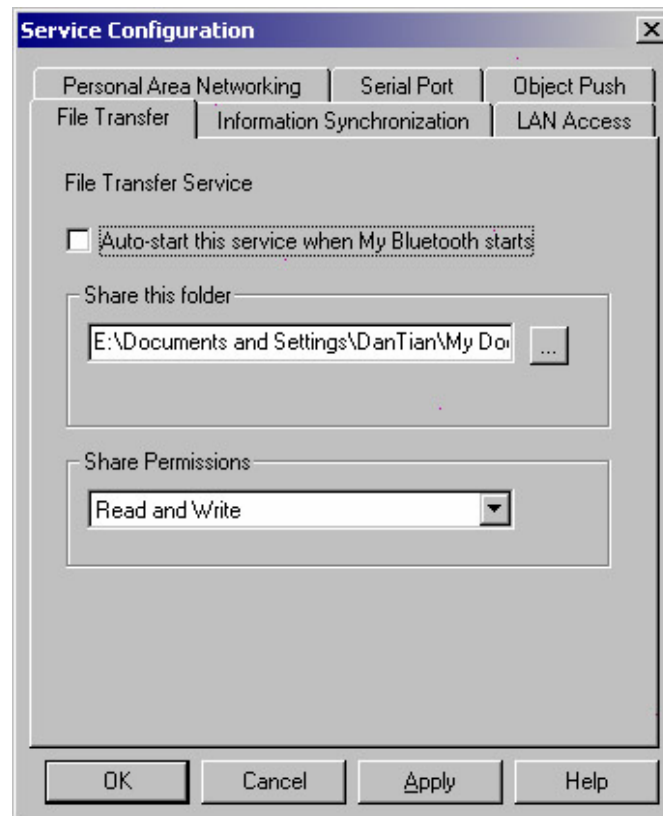 Service Configuration
Personal Area Networking Serial Port Object Push
File Transfer Information Synchronization LAN Access
File Transfer Service
Auto-start this service when My Bluetooth starts
Share this folder
E:\Documents and Settings\DanTian\My Do
...
Share Permissions
Read and Write
OK Cancel Apply Help